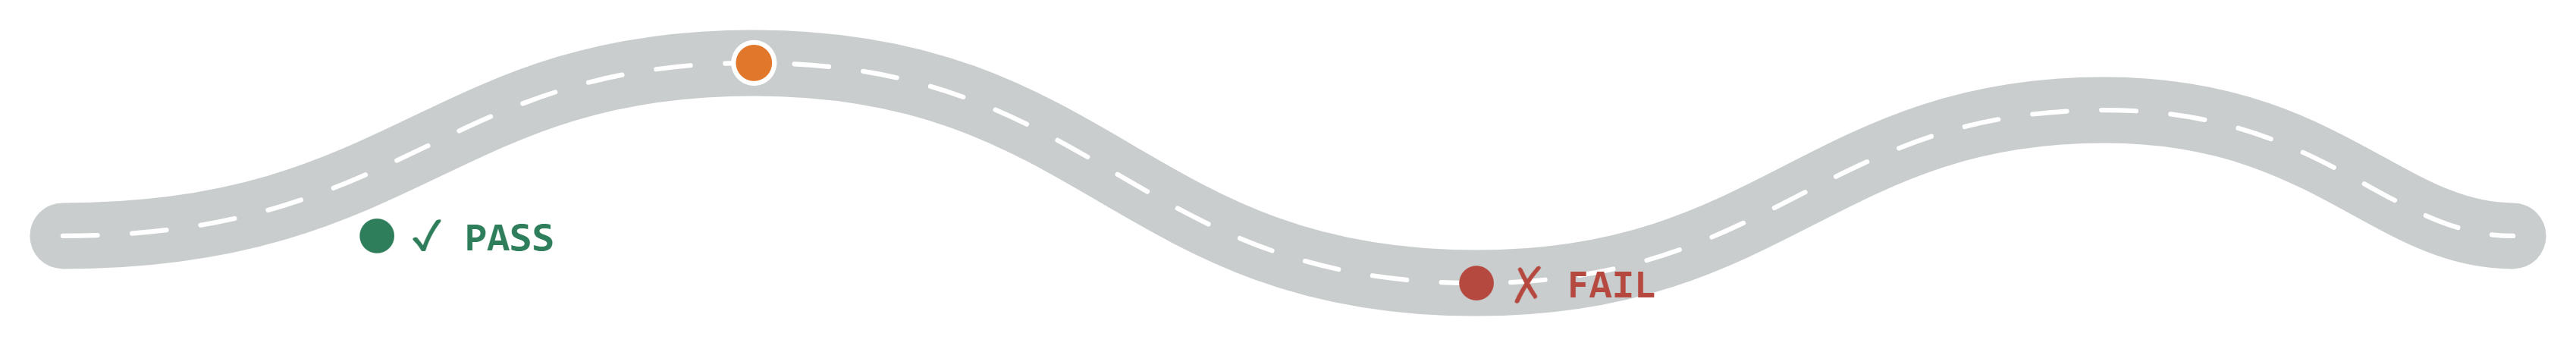 ✓ PASS
✗ FAIL